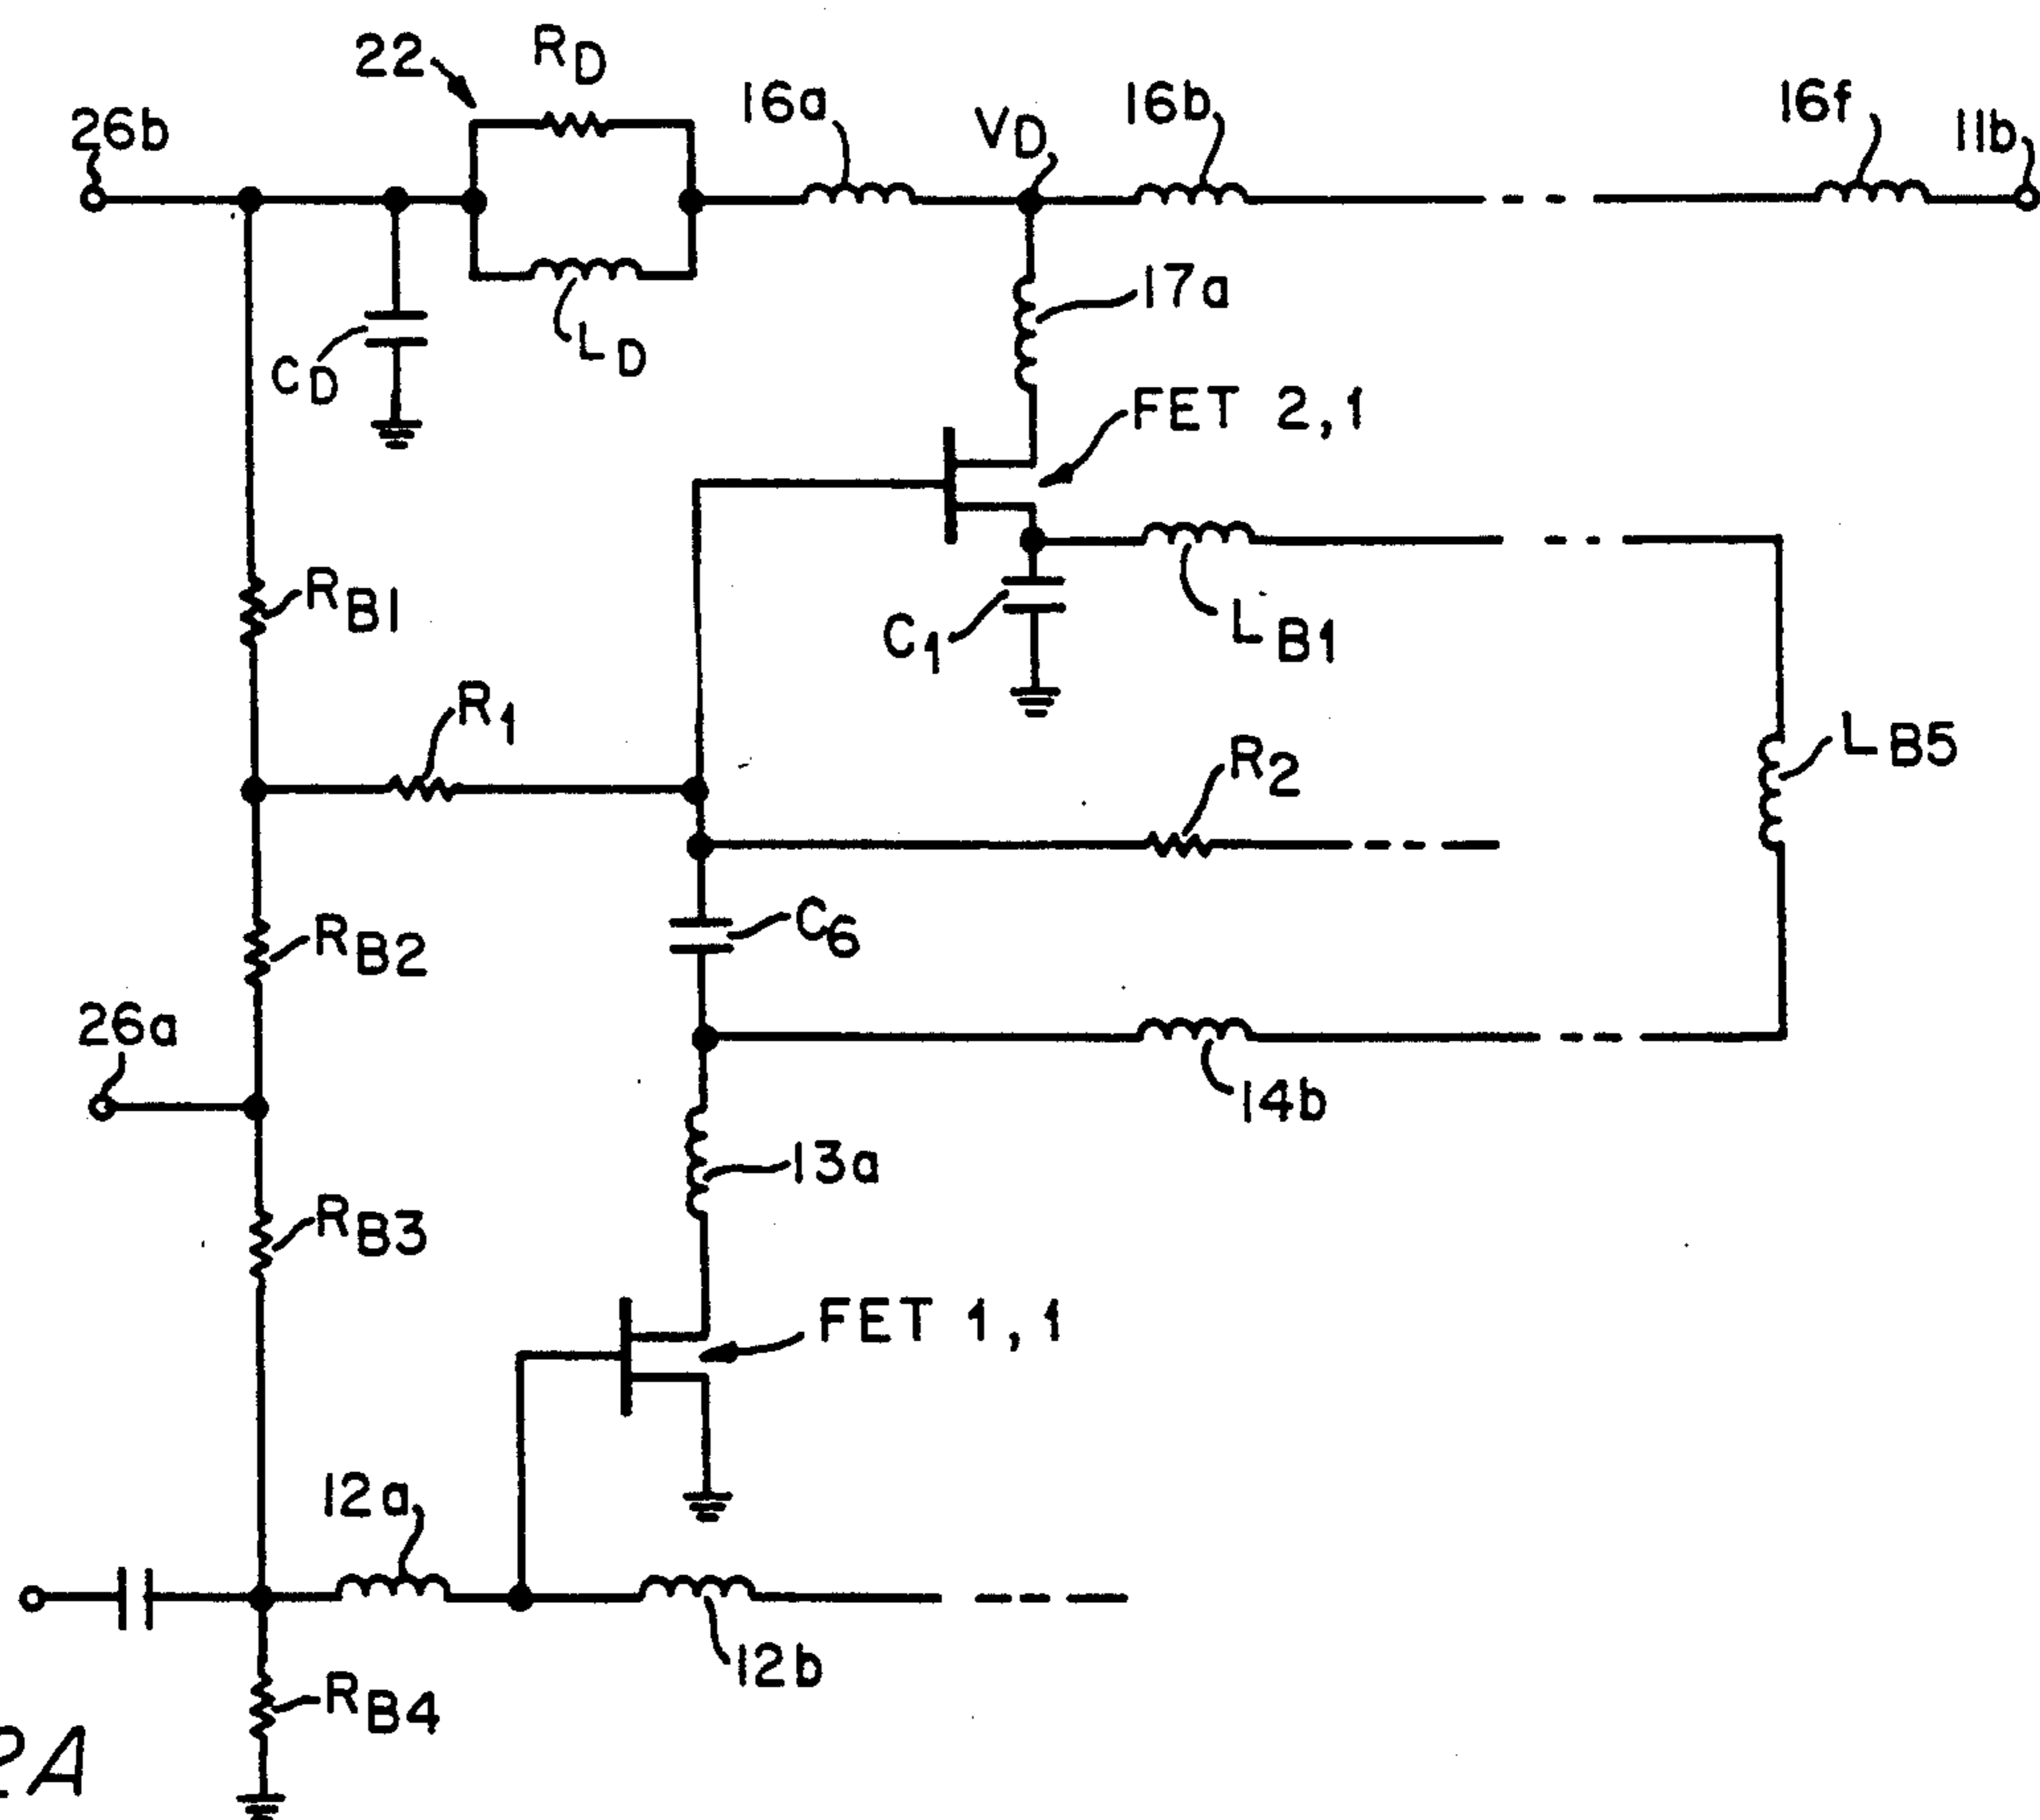 22
RD
26b
16a
VD
16b
16f
11b
17a
CD
LD
FET 2,1
RB1
C1
LB1
R1
R2
LB5
RB2
C6
26a
14b
13a
RB3
FET 1,1
12a
12b
RB4
2A